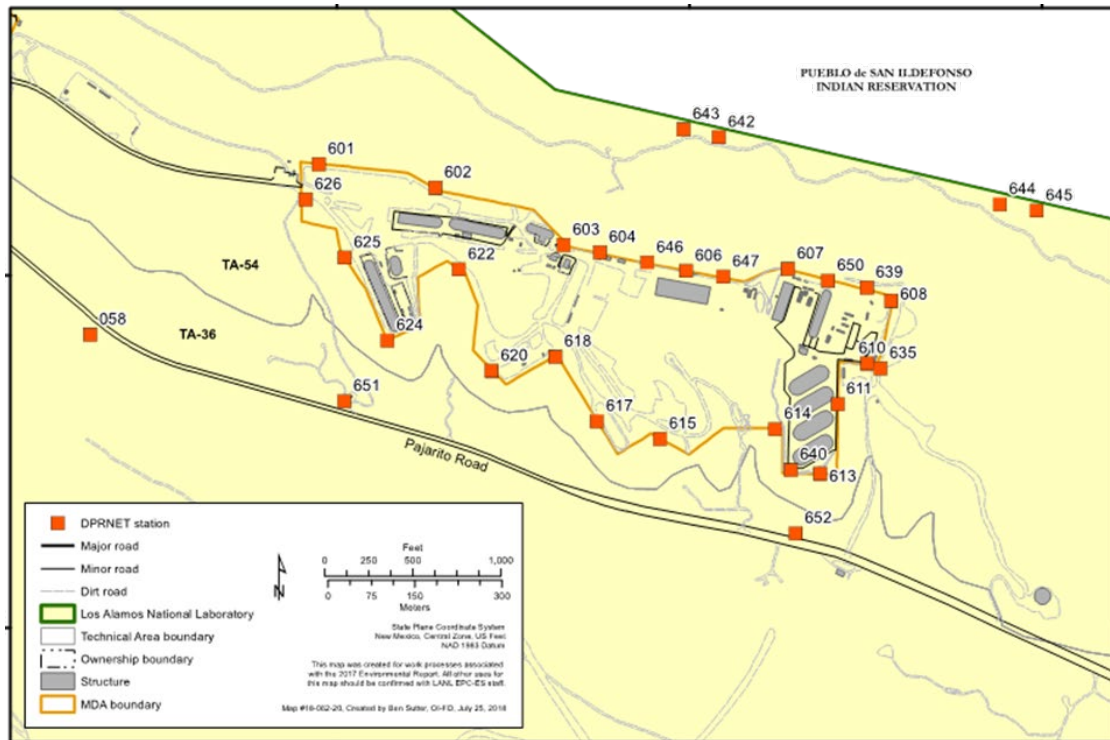 PUEBLO de SAN ILDEFONSO
INDIAN RESERVATION
643
642
601
602
644
645
626
603
604
625
622
646
606
647
607
650
639
608
TA-54
058
TA-36
624
618
610
635
620
651
611
617
615
614
Pajarito Road
640
613
652
DPRNET station
Major road
Minor road
Dirt road
Los Alamos National Laboratory
Technical Area boundary
Ownership boundary
Structure
MDA boundary
N
Feet
0 250 500 1,000
0 75 150 300
Meters
State Plane Coordinate System
New Mexico, Central Zone, US Feet
NAD 1983 Datum
This map was created for work processes associated
with the 2017 Environmental Report. All other uses for
this map should be confirmed with LANL EPC-ES staff.
Map #18-002-20, Created by Ben Sutter, OI-FD, July 25, 2018